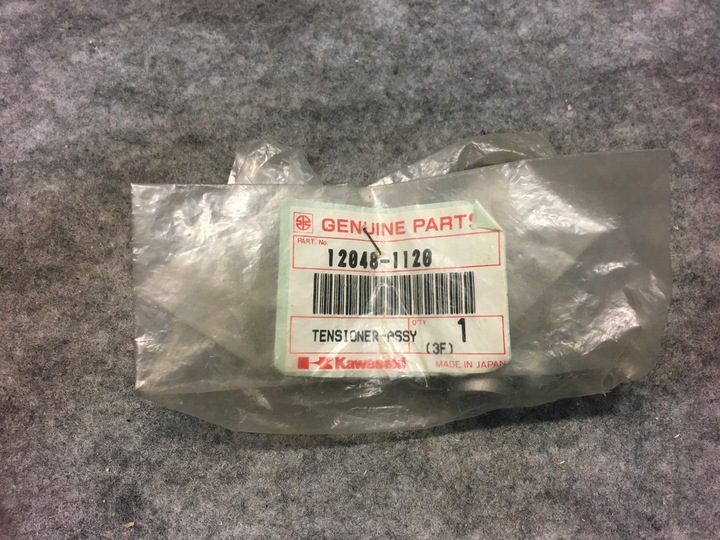 GENUINE PARTS
PART. No.
12048-1120
Q'TY
TENSIONER-ASSY
1
(3F)
Kawasaki
MADE IN JAPAN